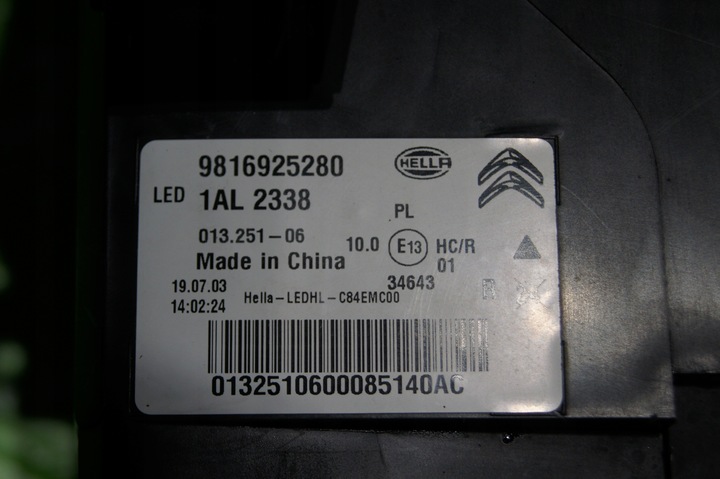 9816925280
HELLA
LED 1AL 2338
PL
013.251-06
10.0
E13
HC/R
01
Made in China
34643
19.07.03
Hella-LEDHL-C84EMC00
R
14:02:24
0132510600085140AC